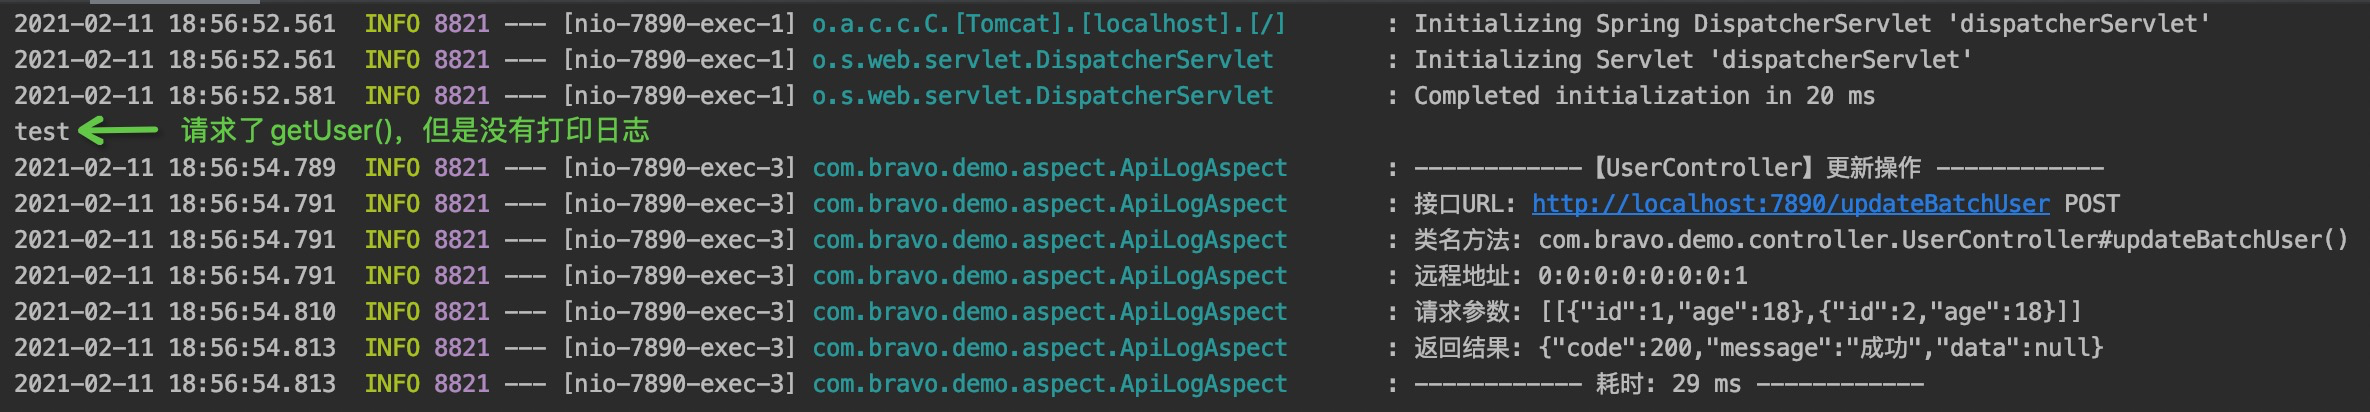 2021-02-11 18:56:52.561  INFO 8821 --- [nio-7890-exec-1] o.a.c.c.C.[Tomcat].[localhost].[/]       : Initializing Spring DispatcherServlet 'dispatcherServlet'
2021-02-11 18:56:52.561  INFO 8821 --- [nio-7890-exec-1] o.s.web.servlet.DispatcherServlet        : Initializing Servlet 'dispatcherServlet'
2021-02-11 18:56:52.581  INFO 8821 --- [nio-7890-exec-1] o.s.web.servlet.DispatcherServlet        : Completed initialization in 20 ms
test 请求了getUser()，但是没有打印日志
2021-02-11 18:56:54.789  INFO 8821 --- [nio-7890-exec-3] com.bravo.demo.aspect.ApiLogAspect       : ------------【UserController】更新操作 ------------
2021-02-11 18:56:54.791  INFO 8821 --- [nio-7890-exec-3] com.bravo.demo.aspect.ApiLogAspect       : 接口URL: http://localhost:7890/updateBatchUser POST
2021-02-11 18:56:54.791  INFO 8821 --- [nio-7890-exec-3] com.bravo.demo.aspect.ApiLogAspect       : 类名方法: com.bravo.demo.controller.UserController#updateBatchUser()
2021-02-11 18:56:54.791  INFO 8821 --- [nio-7890-exec-3] com.bravo.demo.aspect.ApiLogAspect       : 远程地址: 0:0:0:0:0:0:0:1
2021-02-11 18:56:54.810  INFO 8821 --- [nio-7890-exec-3] com.bravo.demo.aspect.ApiLogAspect       : 请求参数: [[{"id":1,"age":18},{"id":2,"age":18}]]
2021-02-11 18:56:54.813  INFO 8821 --- [nio-7890-exec-3] com.bravo.demo.aspect.ApiLogAspect       : 返回结果: {"code":200,"message":"成功","data":null}
2021-02-11 18:56:54.813  INFO 8821 --- [nio-7890-exec-3] com.bravo.demo.aspect.ApiLogAspect       : ------------ 耗时: 29 ms ------------